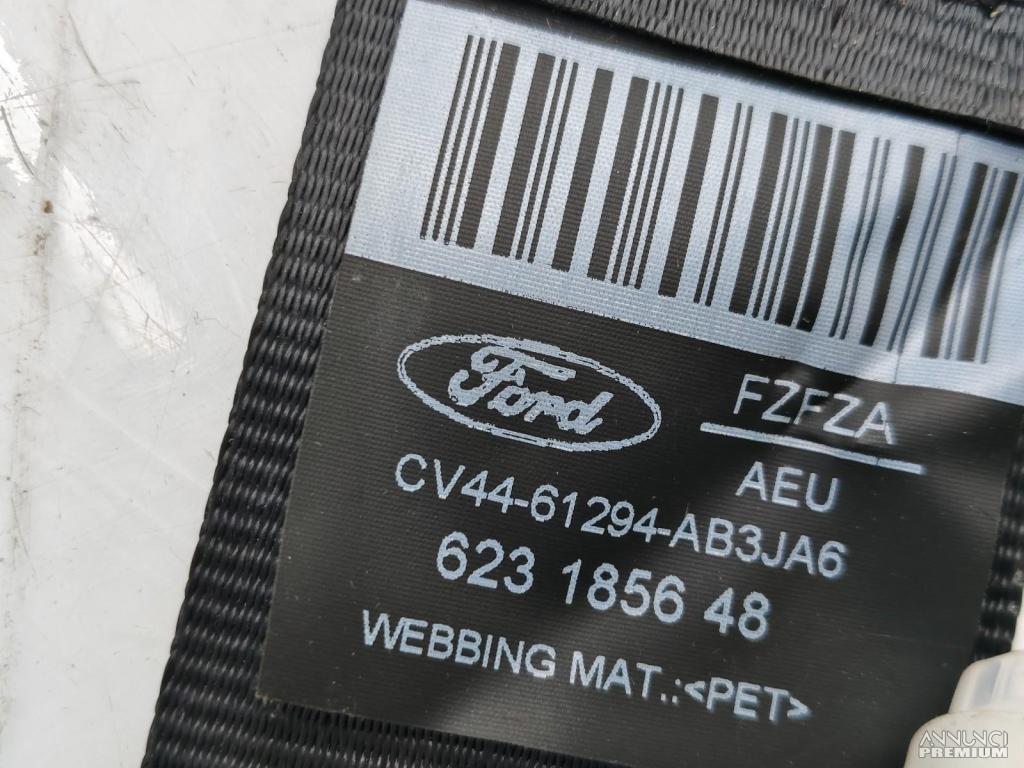 Ford
FZFZA
AEU
CV44-61294-AB3JA6
623 1856 48
WEBBING MAT.:<PET>
ANNUNCI
PREMIUM